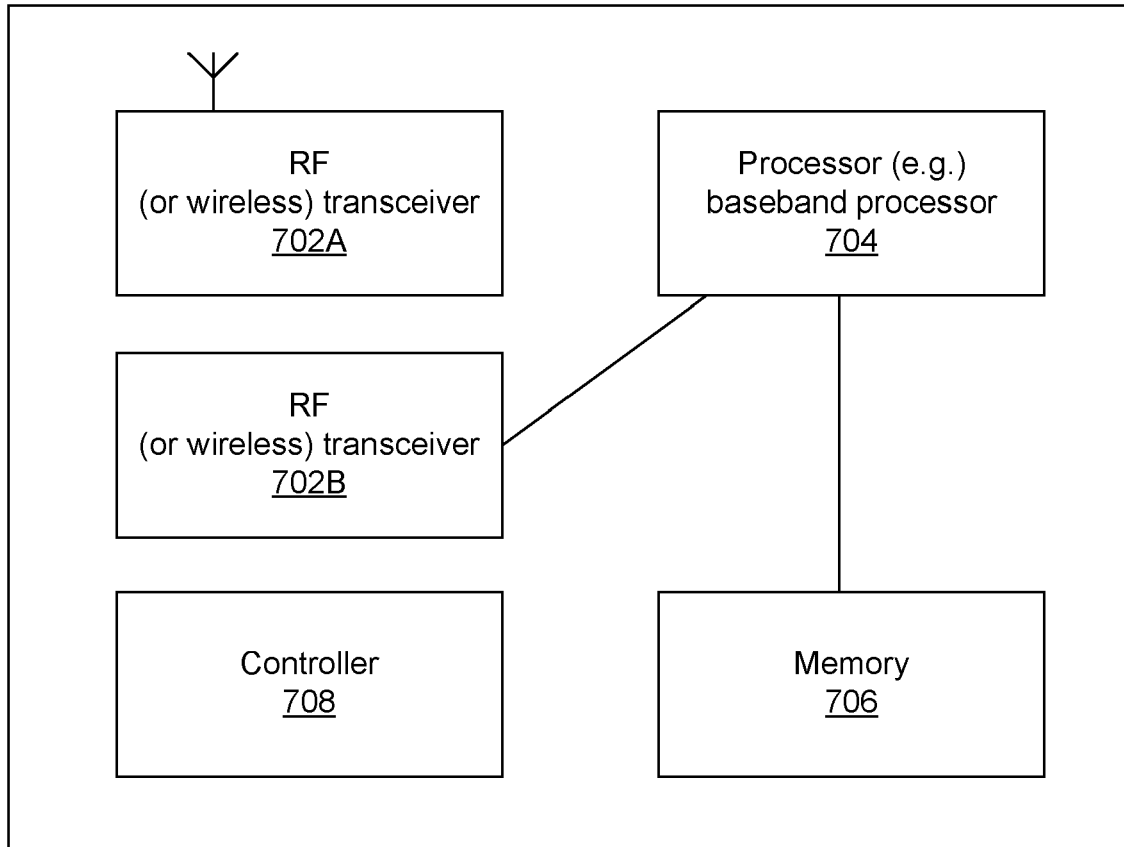 RF
(or wireless) transceiver
702A
Processor (e.g.)
baseband processor
704
RF
(or wireless) transceiver
702B
Controller
708
Memory
706